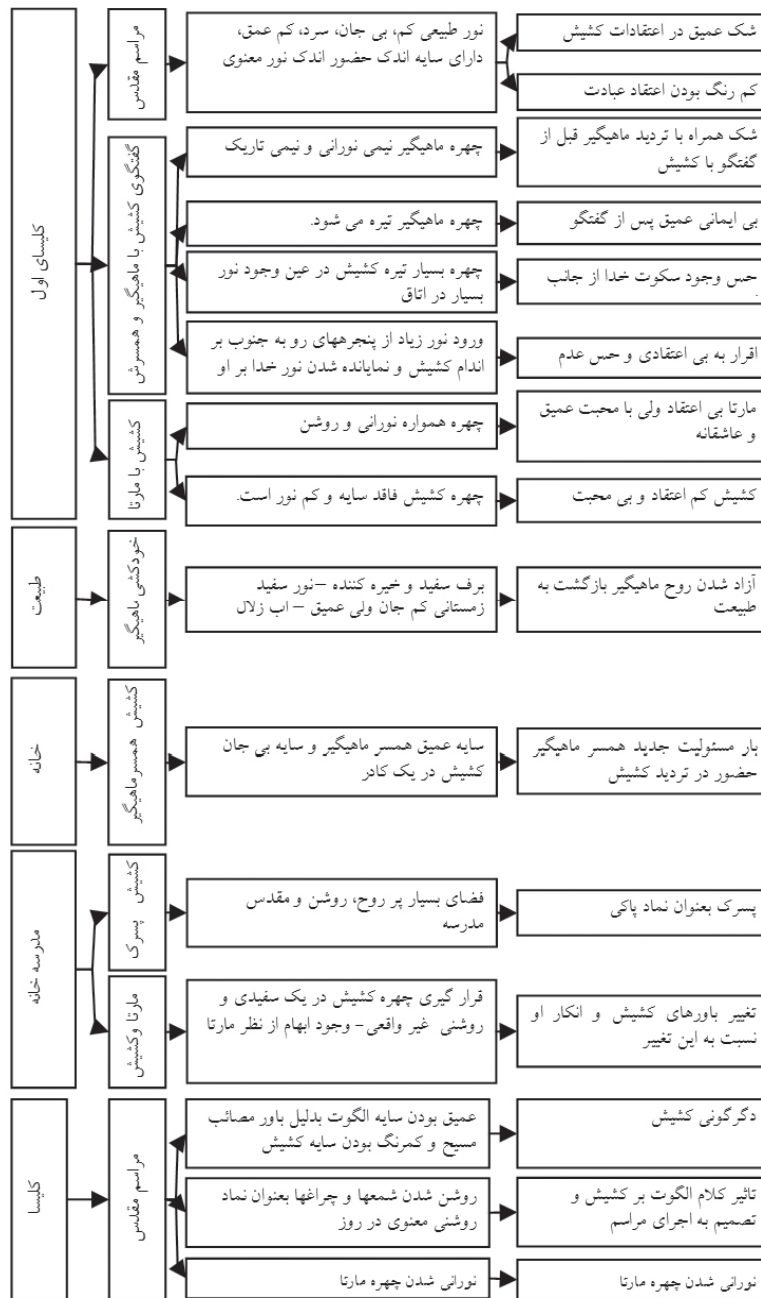 کلیسای اول
مراسم مقدس
نور طبیعی کم، بی جان، سرد، کم عمق،
دارای سایه اندک حضور اندک نور معنوی
شک عمیق در اعتقادات کشیش
کم رنگ بودن اعتقاد عبادت
گفتگوی کشیش با ماهیگیر و همسرش
چهره ماهیگیر نیمی نورانی و نیمی تاریک
شک همراه با تردید ماهیگیر قبل از
گفتگو با کشیش
چهره ماهیگیر تیره می شود.
بی ایمانی عمیق پس از گفتگو
چهره بسیار تیره کشیش در عین وجود نور
بسیار در اتاق
حس وجود سکوت خدا از جانب
.
ورود نور زیاد از پنجرههای رو به جنوب بر
اندام کشیش و نمایانده شدن نور خدا بر او
اقرار به بی اعتقادی و حس عدم
کشیش با مارتا
چهره همواره نورانی و روشن
مارتا بی اعتقاد ولی با محبت عمیق
و عاشقانه
چهره کشیش فاقد سایه و کم نور است.
کشیش کم اعتقاد و بی محبت
طبیعت
خودکشی ماهیگیر
برف سفید و خیره کننده –نور سفید
زمستانی کم جان ولی عمیق – اب زلال
آزاد شدن روح ماهیگیر بازگشت به
طبیعت
خانه
کشیش همسر ماهیگیر
سایه عمیق همسر ماهیگیر و سایه بی جان
کشیش در یک کادر
بار مسئولیت جدید همسر ماهیگیر
حضور در تردید کشیش
مدرسه خانه
کشیش پسرک
فضای بسیار پر روح، روشن و مقدس
مدرسه
پسرک بعنوان نماد پاکی
مارتا وکشیش
قرار گیری چهره کشیش در یک سفیدی و
روشنی غیر واقعی- وجود ابهام از نظر مارتا
تغییر باورهای کشیش و انکار او
نسبت به این تغییر
کلیسا
مراسم مقدس
عمیق بودن سایه الگوت بدلیل باور مصائب
مسیح و کمرنگ بودن سایه کشیش
دگرگونی کشیش
روشن شدن شمعها و چراغها بعنوان نماد
روشنی معنوی در روز
تاثیر کلام الگوت بر کشیش و
تصمیم به اجرای مراسم
نورانی شدن چهره مارتا
نورانی شدن چهره مارتا